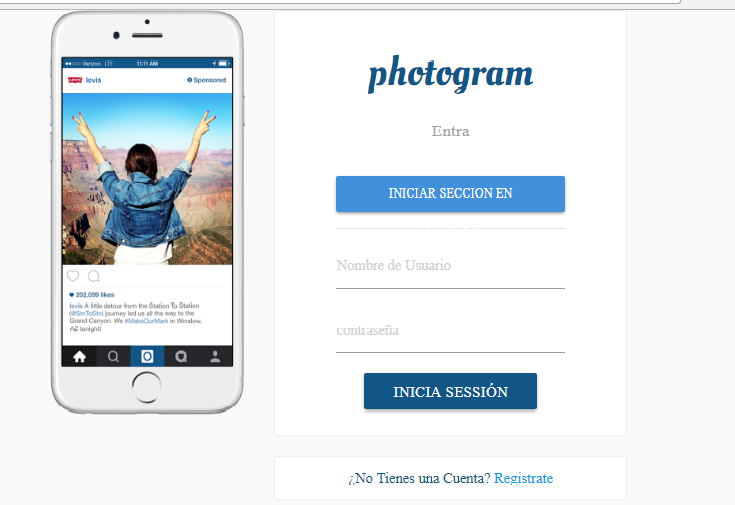 Verizon LTE 11:11 AM
levis Sponsored
202,099 likes
levis A little detour from the Station To Station
(@StnToStn) journey led us all the way to the
Grand Canyon. We #MakeOurMark in Winslow,
AZ tonight!
photogram
Entra
INICIAR SECCION EN
Nombre de Usuario
contraseña
INICIA SESSIÓN
¿No Tienes una Cuenta? Registrate